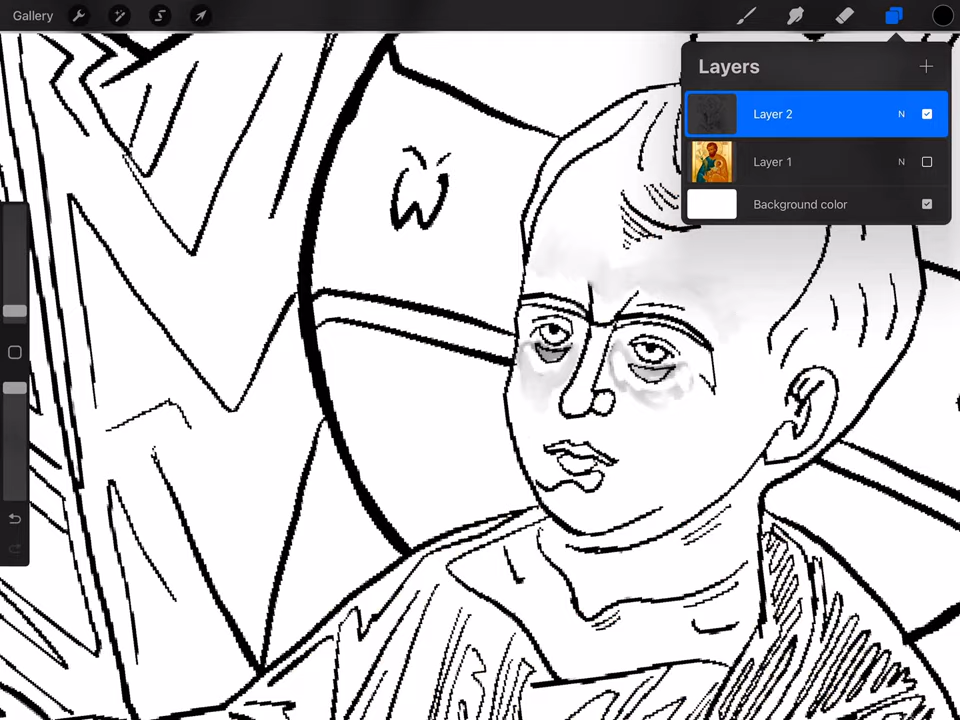 Gallery
Layers
Layer 2 N
Layer 1 N
Background color
ѽ